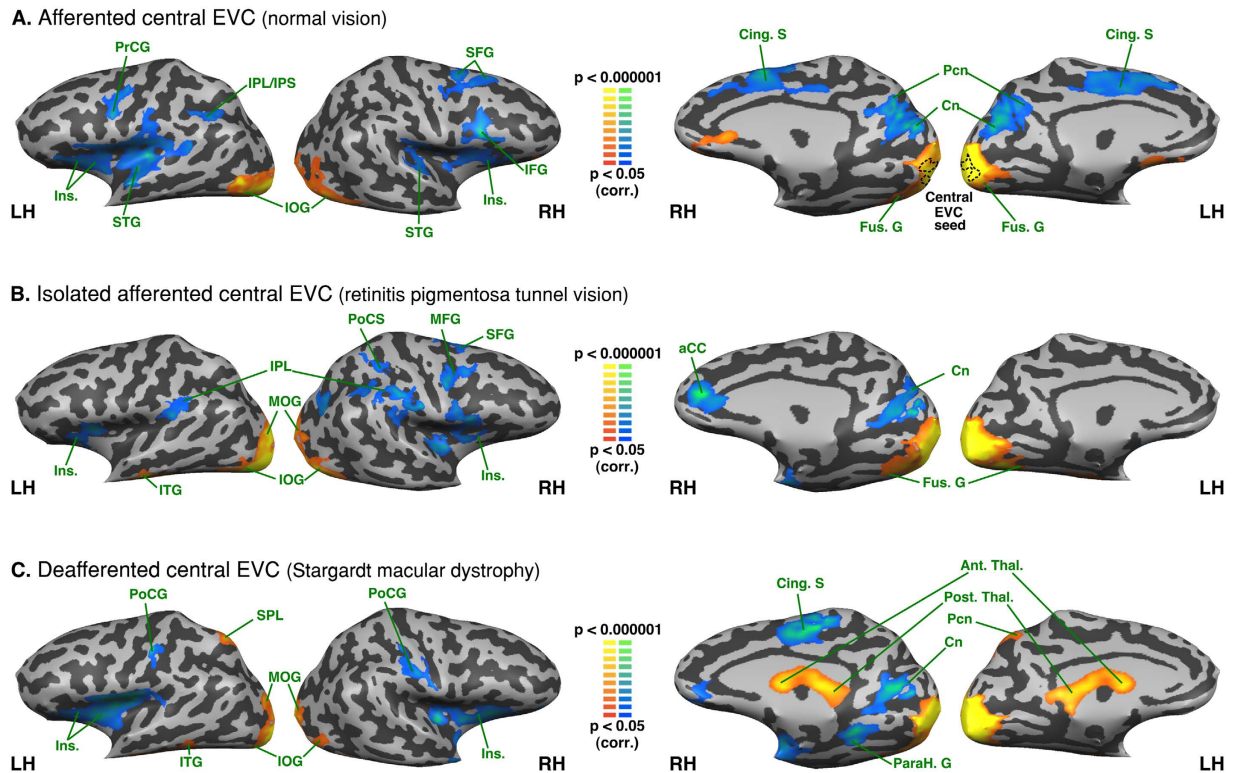 A. Afferented central EVC (normal vision)
PrCG
IPL/IPS
SFG
Ins.
STG
IOG
STG
IFG
Ins.
LH
RH
p < 0.000001
p < 0.05
(corr.)
Cing. S
Pcn
Cn
Cing. S
Fus. G
Central
EVC
seed
Fus. G
RH
LH
B. Isolated afferented central EVC (retinitis pigmentosa tunnel vision)
PoCS
MFG
SFG
IPL
MOG
Ins.
ITG
IOG
Ins.
LH
RH
p < 0.000001
p < 0.05
(corr.)
aCC
Cn
Fus. G
RH
LH
C. Deafferented central EVC (Stargardt macular dystrophy)
PoCG
SPL
PoCG
MOG
Ins.
ITG
IOG
Ins.
LH
RH
p < 0.000001
p < 0.05
(corr.)
Ant. Thal.
Cing. S
Post. Thal.
Pcn
Cn
ParaH. G
RH
LH